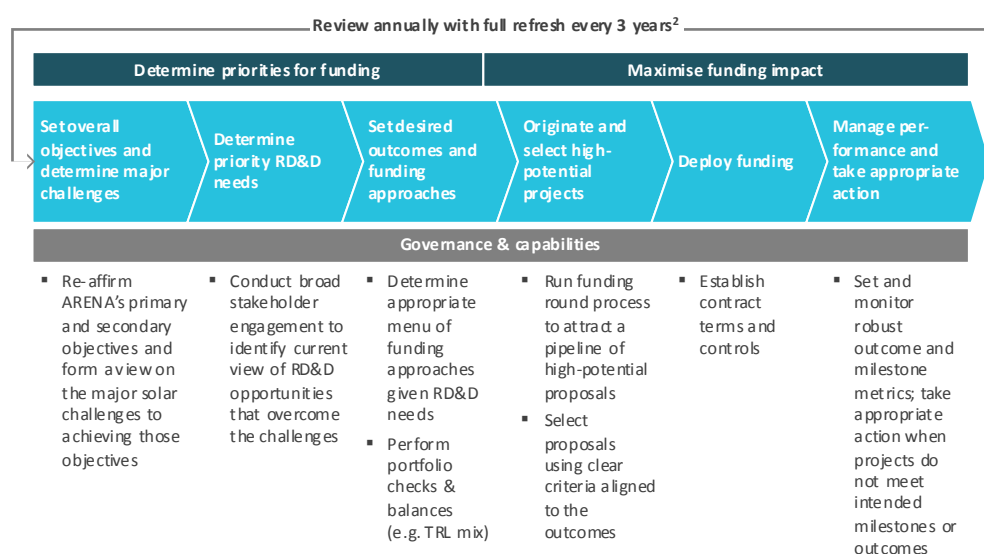 Review annually with full refresh every 3 years²
Determine priorities for funding
Maximise funding impact
Set overall
objectives and
determine major
challenges
Determine
priority RD&D
needs
Set desired
outcomes and
funding
approaches
Originate and
select high-
potential
projects
Deploy funding
Manage per-
formance and
take appropriate
action
Governance & capabilities
▪ Re-affirm
ARENA's primary
and secondary
objectives and
form a view on
the major solar
challenges to
achieving those
objectives
▪ Conduct broad
stakeholder
engagement to
identify current
view of RD&D
opportunities
that overcome
the challenges
▪ Determine
appropriate
menu of
funding
approaches
given RD&D
needs
▪ Perform
portfolio
checks &
balances
(e.g. TRL mix)
▪ Run funding
round process
to attract a
pipeline of
high-potential
proposals
▪ Select
proposals
using clear
criteria aligned
to the
outcomes
▪ Establish
contract
terms and
controls
▪ Set and
monitor
robust
outcome and
milestone
metrics; take
appropriate
action when
projects do
not meet
intended
milestones or
outcomes